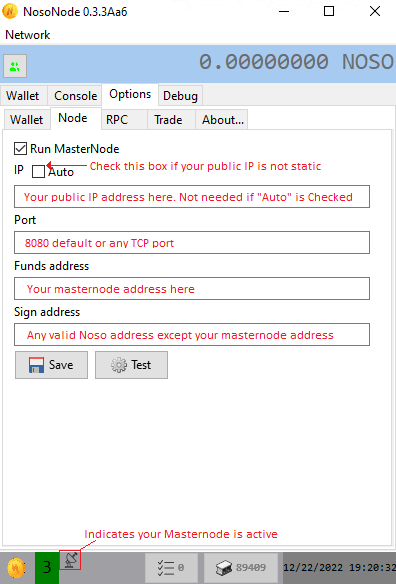 NosoNode 0.3.3Aa6
Network
0.00000000 NOSO
Wallet Console Options Debug
Wallet Node RPC Trade About...
Run MasterNode
IP Auto Check this box if your public IP is not static
Your public IP address here. Not needed if "Auto" is Checked
Port
8080 default or any TCP port
Funds address
Your masternode address here
Sign address
Any valid Noso address except your masternode address
Save Test
Indicates your Masternode is active
3 0 89409 12/22/2022 19:20:32